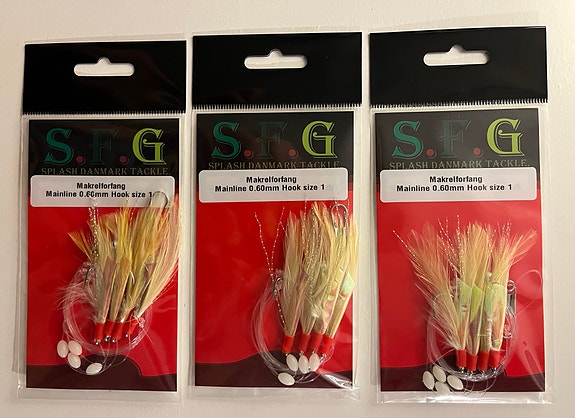 S.F.G
SPLASH DANMARK TACKLE
Makrelforfang
Mainline 0.60mm Hook size 1
S.F.G
SPLASH DANMARK TACKLE.
Makrelforfang
Mainline 0.60mm Hook size 1
S.F.G
SPLASH DANMARK TACKLE.
Makrelforfang
Mainline 0.60mm Hook size 1